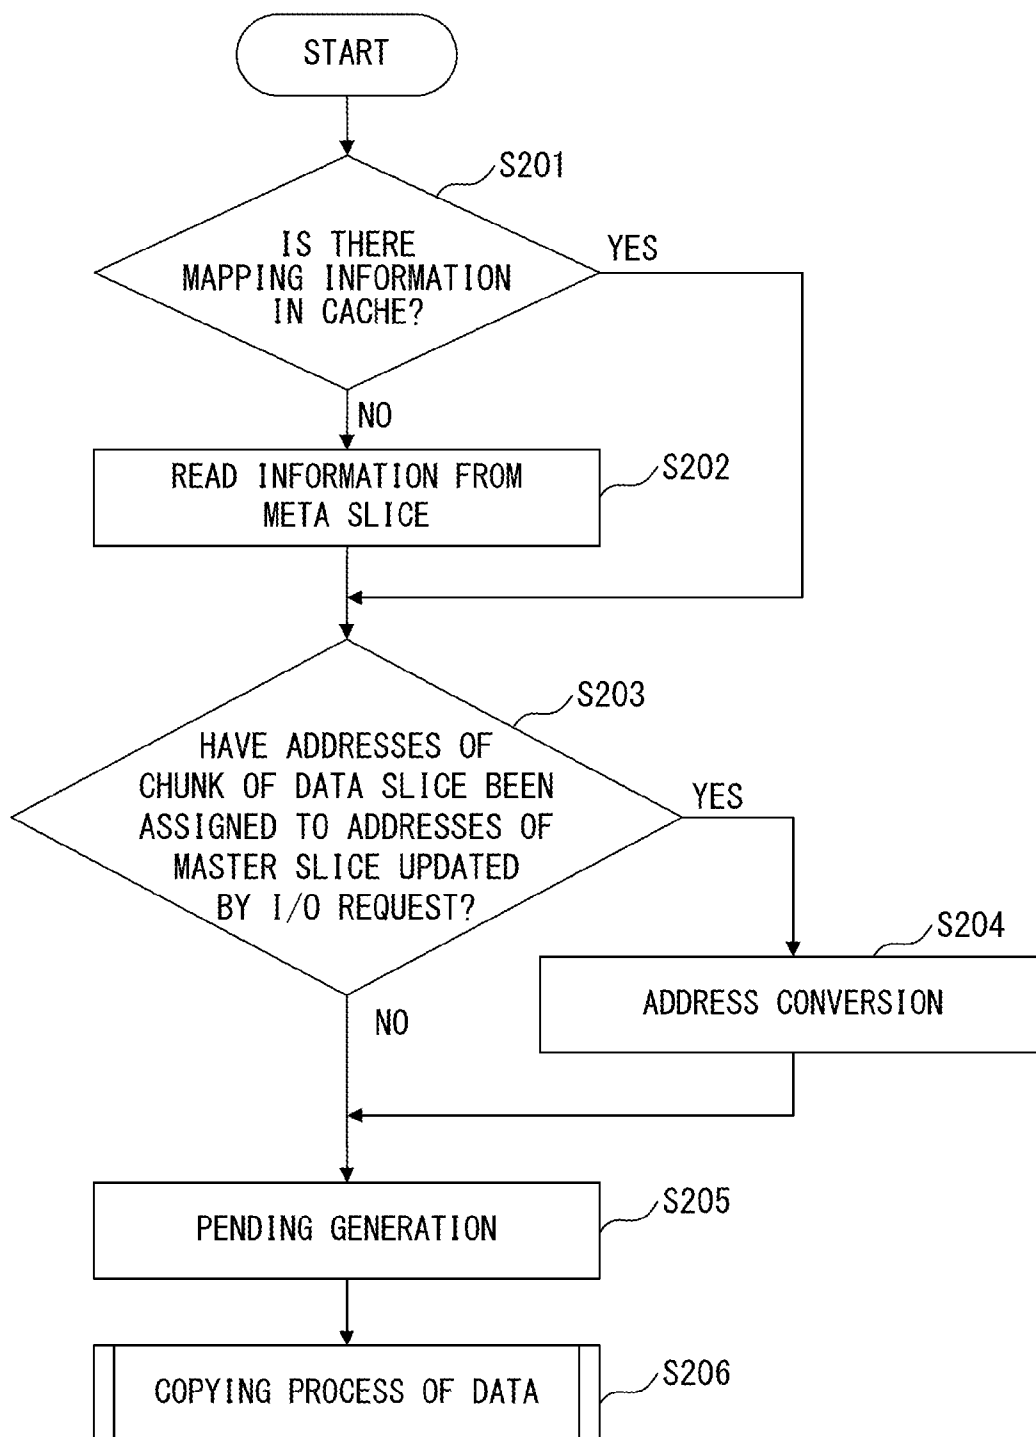 START
S201
IS THERE
MAPPING INFORMATION
IN CACHE?
YES
NO
READ INFORMATION FROM
META SLICE
S202
S203
HAVE ADDRESSES OF
CHUNK OF DATA SLICE BEEN
ASSIGNED TO ADDRESSES OF
MASTER SLICE UPDATED
BY I/O REQUEST?
YES
S204
ADDRESS CONVERSION
NO
PENDING GENERATION
S205
COPYING PROCESS OF DATA
S206